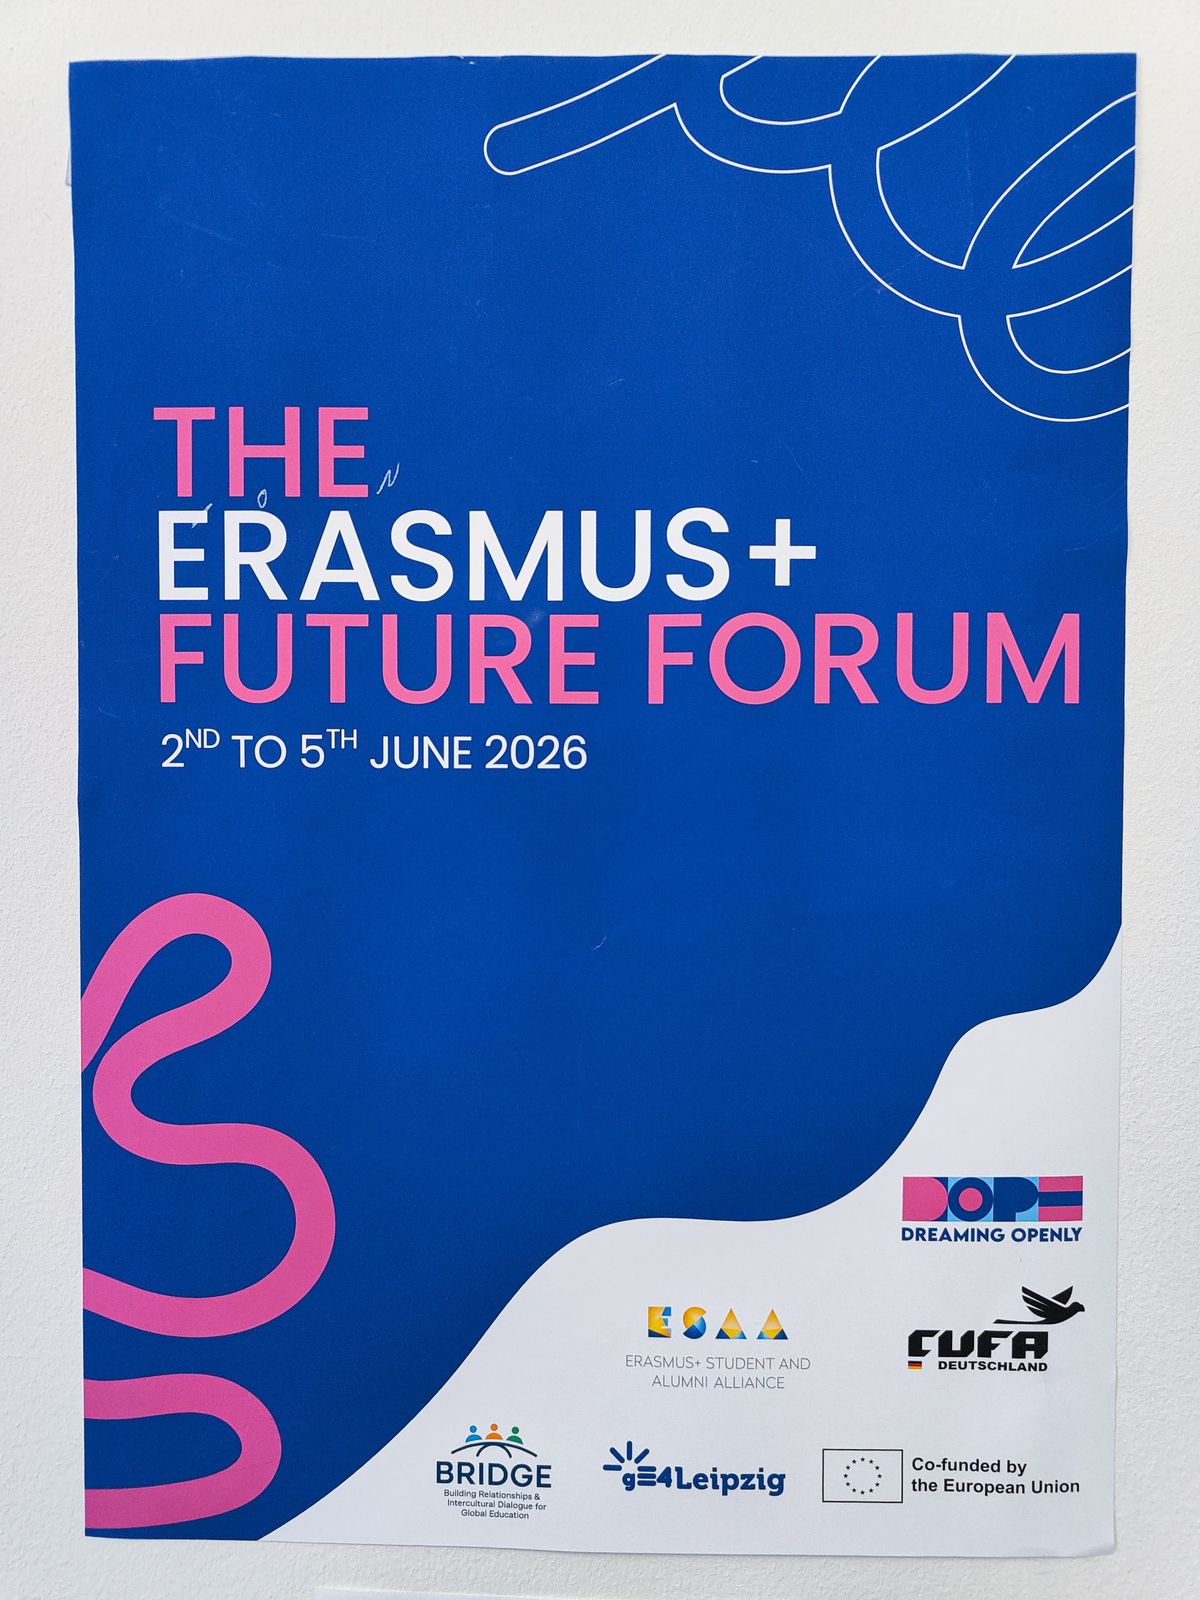 THE
ERASMUS+
FUTURE FORUM
2ND TO 5TH JUNE 2026
DOPE
DREAMING OPENLY
ESAA
ERASMUS+ STUDENT AND
ALUMNI ALLIANCE
CUFA
DEUTSCHLAND
BRIDGE
Building Relationships &
Intercultural Dialogue for
Global Education
gE4Leipzig
Co-funded by
the European Union